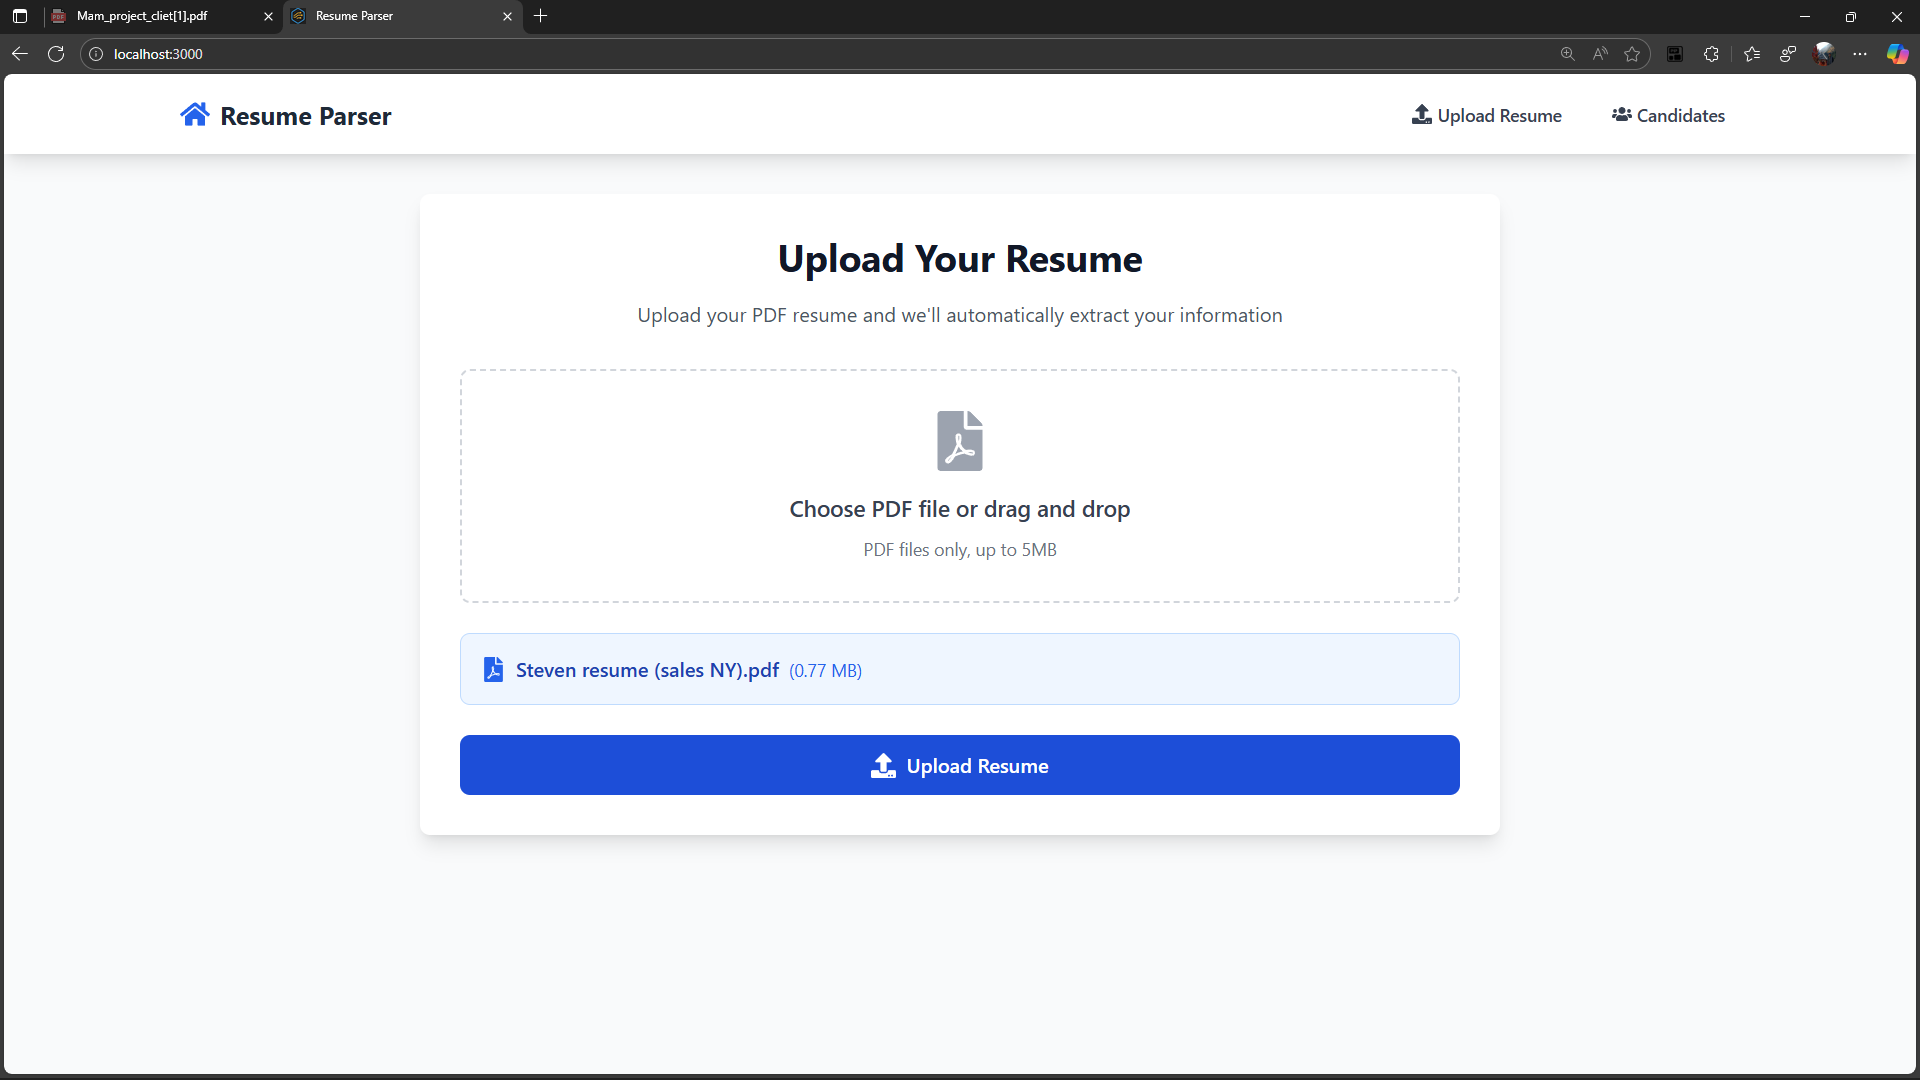 Mam_project_cliet[1].pdf
Resume Parser
localhost:3000
Resume Parser
Upload Resume
Candidates
Upload Your Resume
Upload your PDF resume and we'll automatically extract your information
Choose PDF file or drag and drop
PDF files only, up to 5MB
Steven resume (sales NY).pdf (0.77 MB)
Upload Resume